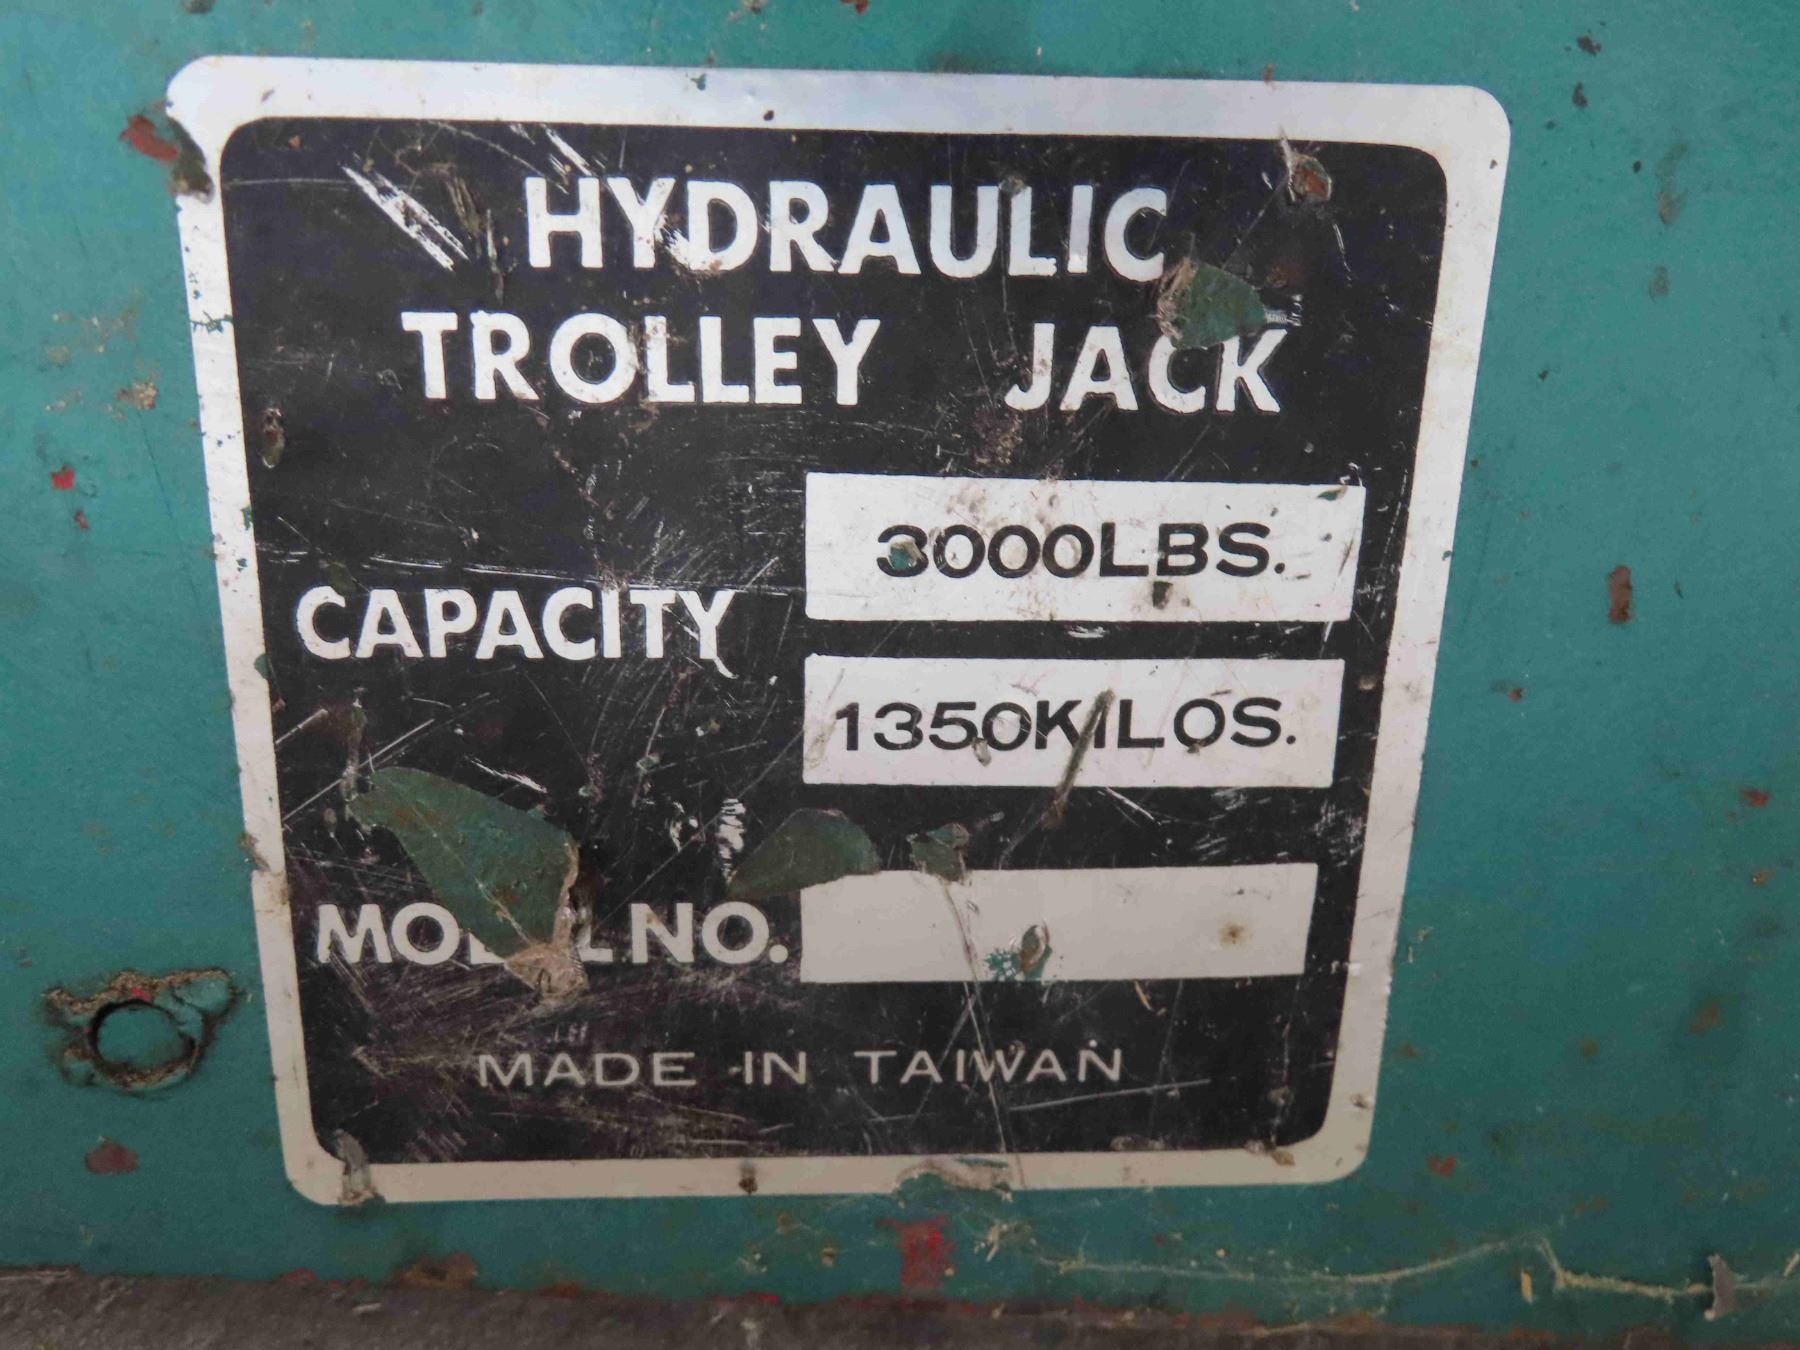 HYDRAULIC
TROLLEY JACK
CAPACITY
3000LBS.
1350KILOS.
MODEL NO.
MADE IN TAIWAN